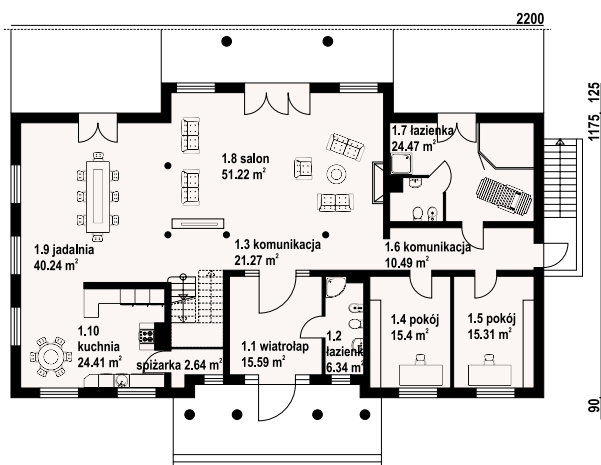 2200
125
1175
90
1.7 łazienka
24.47 m²
1.8 salon
51.22 m²
1.9 jadalnia
40.24 m²
1.3 komunikacja
21.27 m²
1.6 komunikacja
10.49 m²
1.4 pokój
15.4 m²
1.5 pokój
15.31 m²
1.10
kuchnia
24.41 m²
spiżarka 2.64 m²
1.1 wiatrołap
15.59 m²
1.2
łazienka
6.34 m²